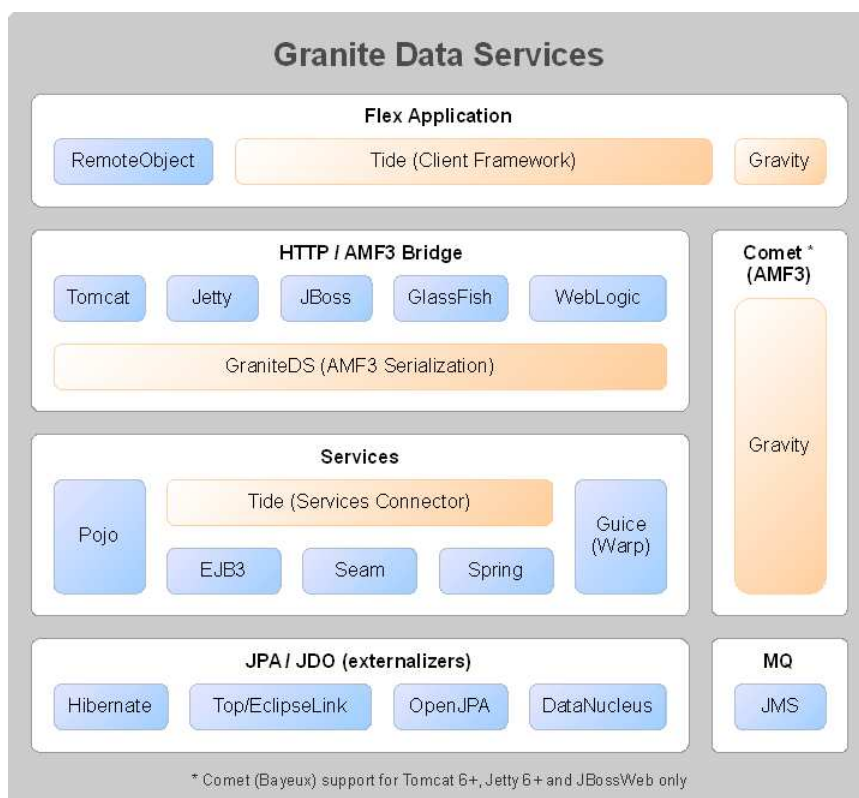 Granite Data Services
Flex Application
RemoteObject
Tide (Client Framework)
Gravity
HTTP / AMF3 Bridge
Tomcat
Jetty
JBoss
GlassFish
WebLogic
GraniteDS (AMF3 Serialization)
Comet *
(AMF3)
Gravity
Services
Pojo
Tide (Services Connector)
EJB3
Seam
Spring
Guice
(Warp)
JPA / JDO (externalizers)
Hibernate
Top/EclipseLink
OpenJPA
DataNucleus
MQ
JMS
* Comet (Bayeux) support for Tomcat 6+, Jetty 6+ and JBossWeb only